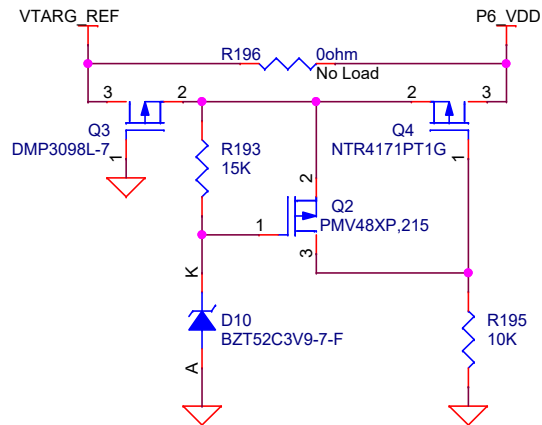 VTARG_REF
P6_VDD
R196
0ohm
No Load
3
2
2
3
Q3
DMP3098L-7
1
R193
15K
Q4
NTR4171PT1G
1
2
Q2
PMV48XP,215
1
3
K
D10
BZT52C3V9-7-F
A
R195
10K